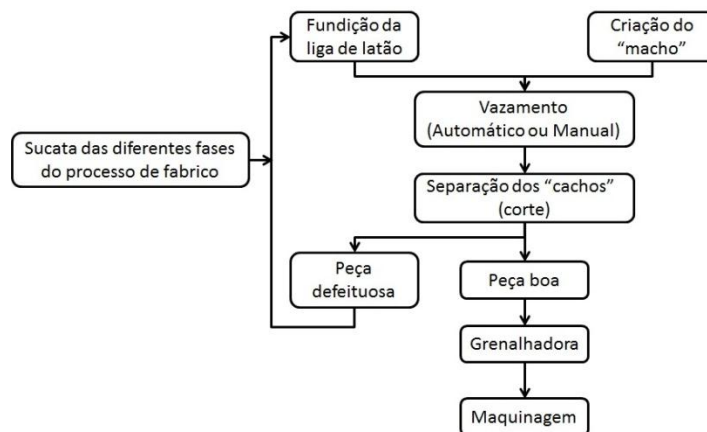 Fundição da
liga de latão
Criação do
“macho”
Vazamento
(Automático ou Manual)
Sucata das diferentes fases
do processo de fabrico
Separação dos “cachos”
(corte)
Peça
defeituosa
Peça boa
Grenalhadora
Maquinagem